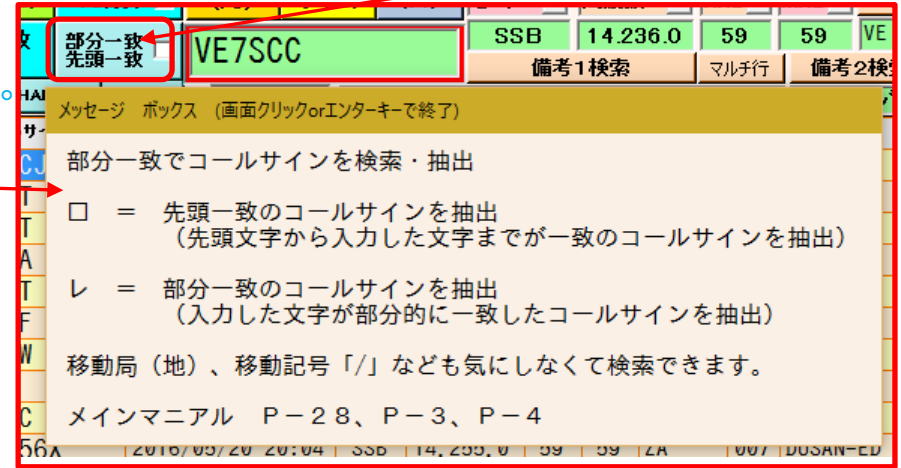 部分一致
先頭一致
VE7SCC
SSB 14.236.0 59 59 VE
備考1検索 マルチ行 備考2検
メッセージ ボックス (画面クリックorエンターキーで終了)
部分一致でコールサインを検索・抽出
□ ＝ 先頭一致のコールサインを抽出
（先頭文字から入力した文字までが一致のコールサインを抽出）
レ ＝ 部分一致のコールサインを抽出
（入力した文字が部分的に一致したコールサインを抽出）
移動局（地）、移動記号「/」なども気にしなくて検索できます。
メインマニアル Ｐ－２８、Ｐ－３、Ｐ－４
56X 2016/05/20 20:04 SSB 14,255,0 59 59 ZA 007 DUSAN-ED